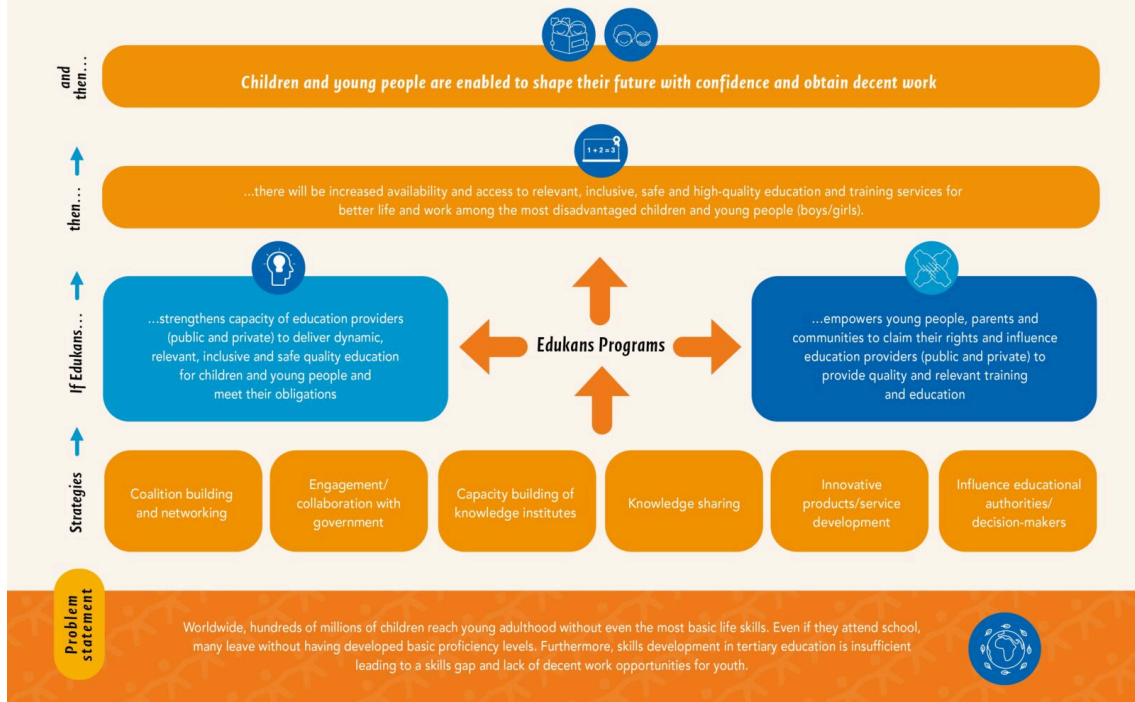 and
then...
Children and young people are enabled to shape their future with confidence and obtain decent work
then...
1 + 2 = 3
...there will be increased availability and access to relevant, inclusive, safe and high-quality education and training services for
better life and work among the most disadvantaged children and young people (boys/girls).
If Edukans...
...strengthens capacity of education providers
(public and private) to deliver dynamic,
relevant, inclusive and safe quality education
for children and young people and
meet their obligations
Edukans Programs
...empowers young people, parents and
communities to claim their rights and influence
education providers (public and private) to
provide quality and relevant training
and education
Strategies
Coalition building
and networking
Engagement/
collaboration with
government
Capacity building of
knowledge institutes
Knowledge sharing
Innovative
products/service
development
Influence educational
authorities/
decision-makers
Problem
statement
Worldwide, hundreds of millions of children reach young adulthood without even the most basic life skills. Even if they attend school,
many leave without having developed basic proficiency levels. Furthermore, skills development in tertiary education is insufficient
leading to a skills gap and lack of decent work opportunities for youth.